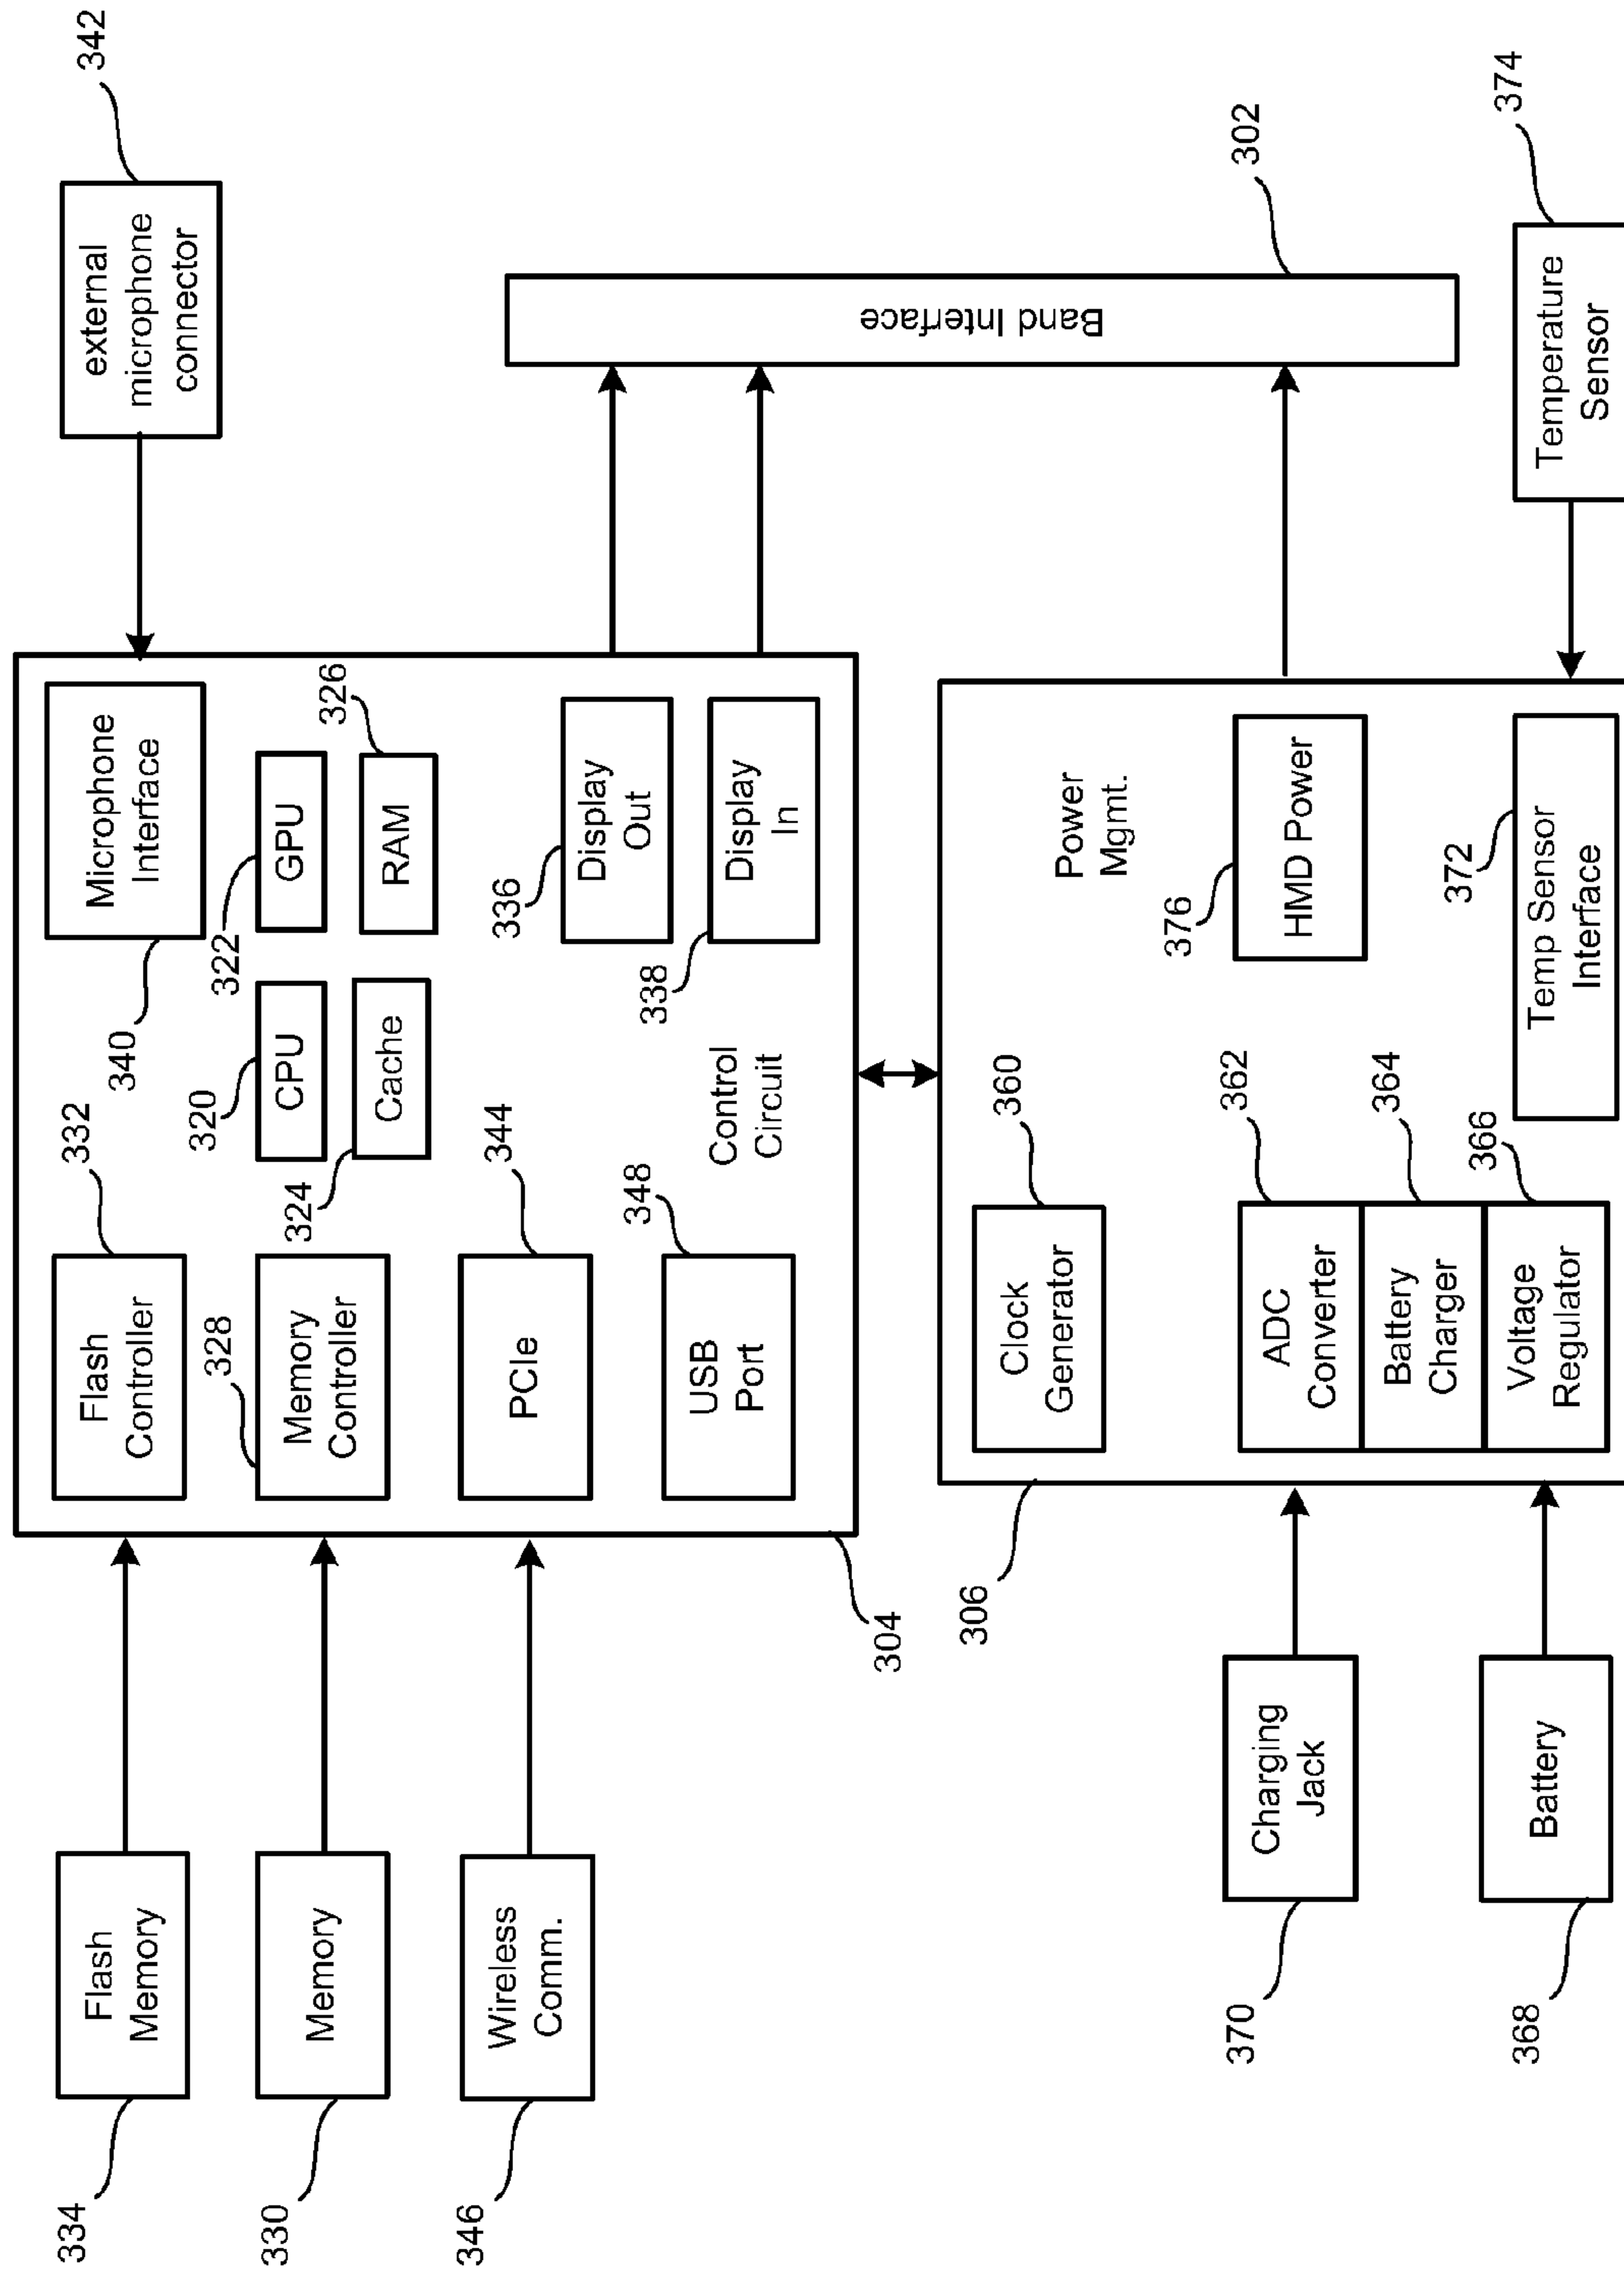 342
external
microphone
connector
302
Band Interface
374
Temperature
Sensor
Microphone
Interface
340
322
GPU
326
RAM
336
Display
Out
338
Display
In
320
CPU
324
Cache
Control
Circuit
332
Flash
Controller
328
Memory
Controller
344
PCIe
348
USB
Port
304
334
Flash
Memory
330
Memory
346
Wireless
Comm.
Power
Mgmt.
376
HMD Power
372
Temp Sensor
Interface
360
Clock
Generator
362
ADC
Converter
364
Battery
Charger
366
Voltage
Regulator
306
370
Charging
Jack
368
Battery